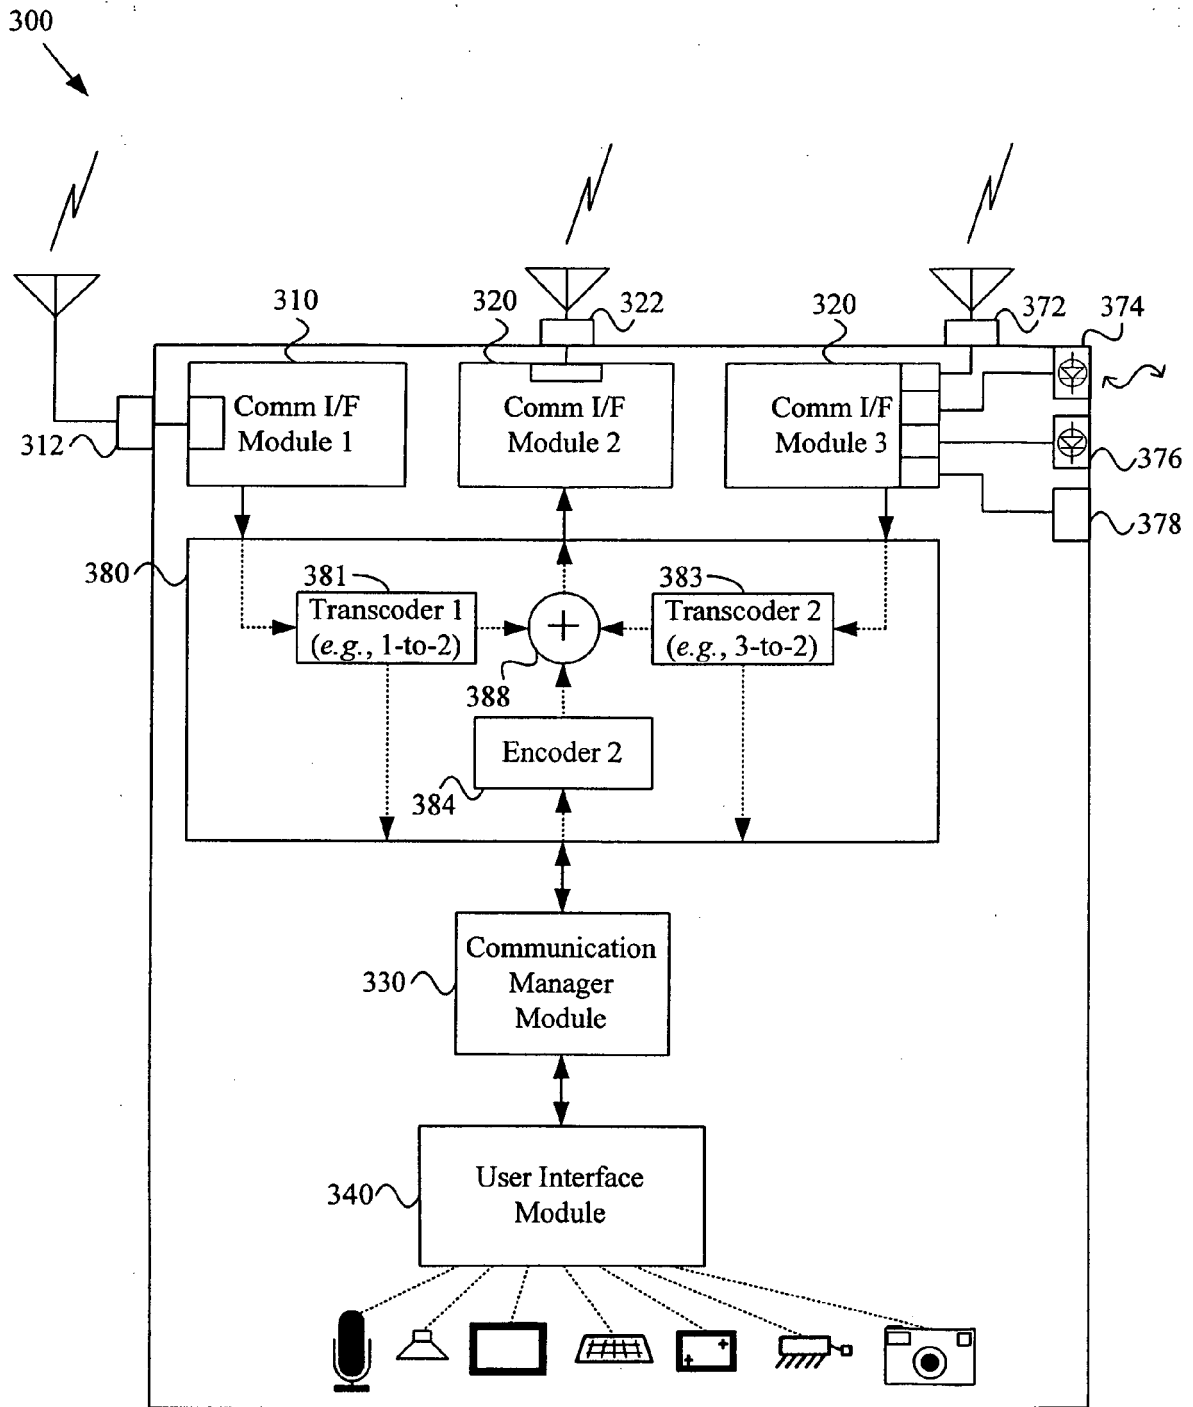 300
310
320
322
320
372
374
Comm I/F
Module 1
Comm I/F
Module 2
Comm I/F
Module 3
312
376
378
380
381
383
Transcoder 1
(e.g., 1-to-2)
+
Transcoder 2
(e.g., 3-to-2)
388
Encoder 2
384
Communication
Manager
Module
330
User Interface
Module
340